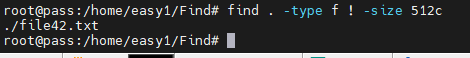 root@pass:/home/easy1/Find# find . -type f ! -size 512c
./file42.txt
root@pass:/home/easy1/Find#